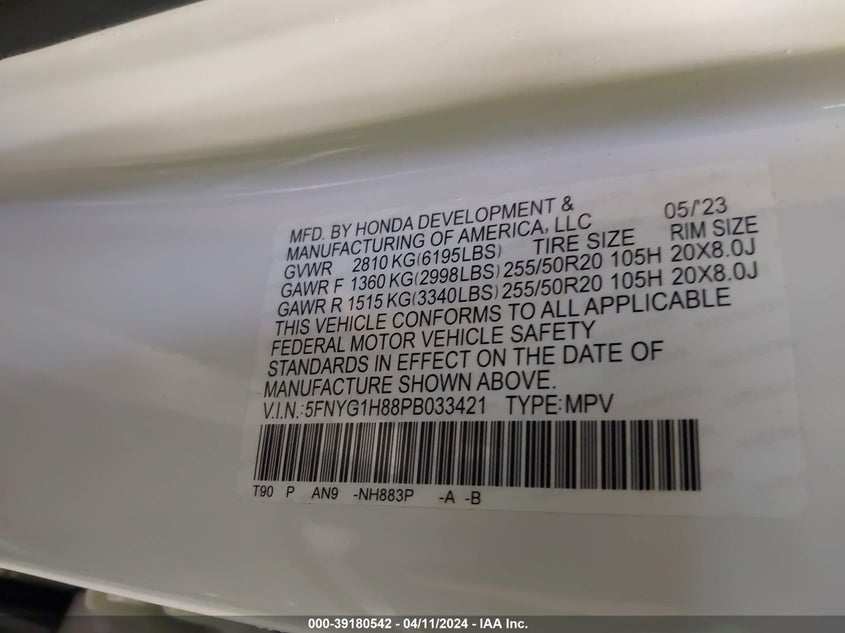 MFD. BY HONDA DEVELOPMENT & 05/'23
MANUFACTURING OF AMERICA, LLC RIM SIZE
GVWR 2810 KG(6195LBS) TIRE SIZE
GAWR F 1360 KG(2998LBS) 255/50R20 105H 20X8.0J
GAWR R 1515 KG(3340LBS) 255/50R20 105H 20X8.0J
THIS VEHICLE CONFORMS TO ALL APPLICABLE
FEDERAL MOTOR VEHICLE SAFETY
STANDARDS IN EFFECT ON THE DATE OF
MANUFACTURE SHOWN ABOVE.
V.I.N.:5FNYG1H88PB033421 TYPE:MPV
T90 P AN9 -NH883P -A -B
000-39180542 - 04/11/2024 - IAA Inc.